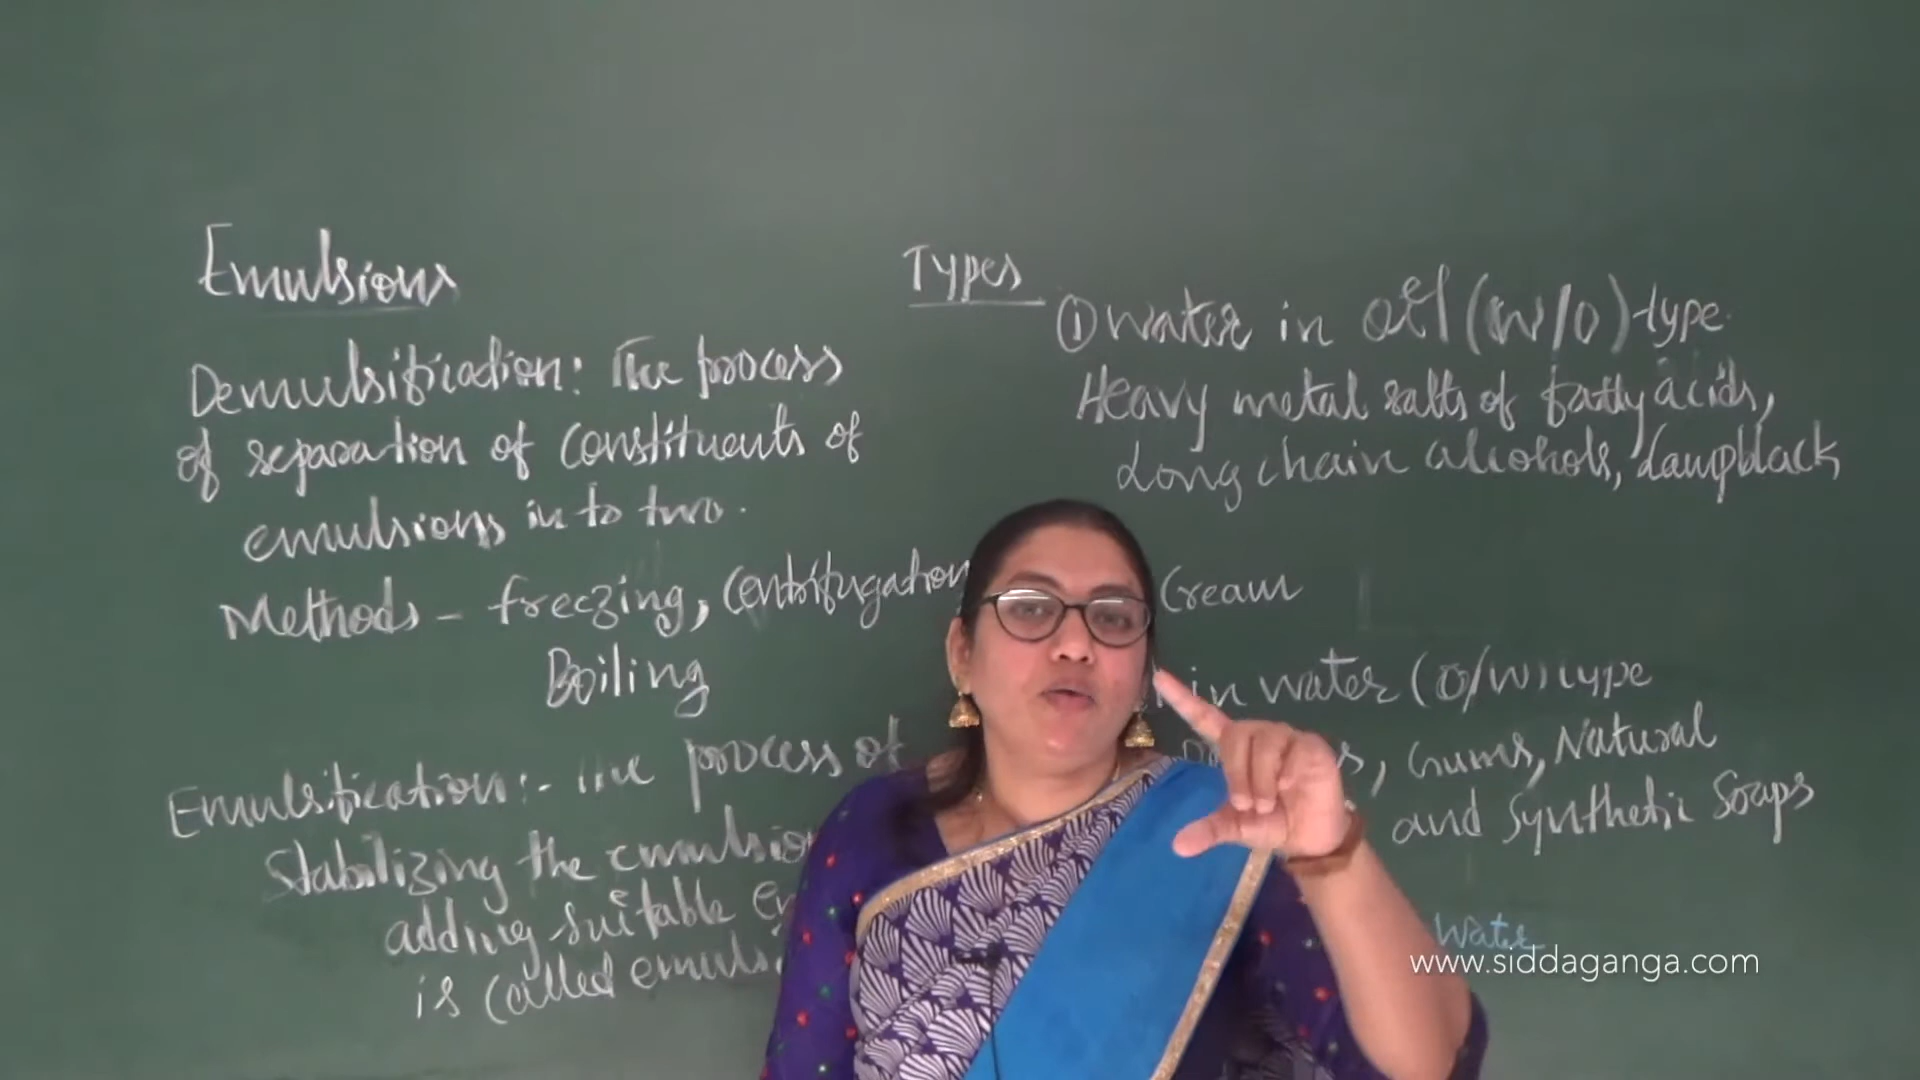 Emulsions
Demulsification: The process
of separation of constituents of
emulsions in to two.
Methods - freezing, Centrifugation
Boiling
Emulsification:- The process of
Stabilizing the emulsion
adding suitable
is called
Types
① Water in oil (W/O) type.
Heavy metal salts of fatty acids,
Long chain alcohols, Lampblack
Cream
in water (O/W) type
, Gums, Natural
and Synthetic Soaps
Water
www.siddaganga.com